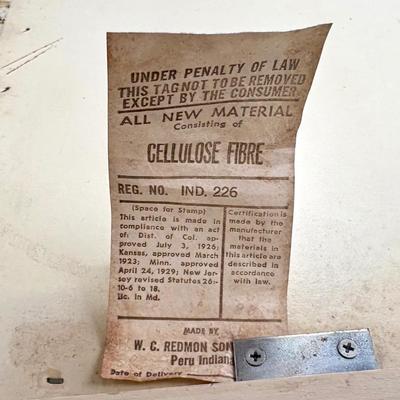 UNDER PENALTY OF LAW
THIS TAG NOT TO BE REMOVED
EXCEPT BY THE CONSUMER
ALL NEW MATERIAL
Consisting of
CELLULOSE FIBRE
REG. NO. IND. 226
(Space for Stamp)
This article is made in
compliance with an act
of: Dist. of Col. ap-
proved July 3, 1926;
Kansas, approved March
1923; Minn. approved
April 24, 1929; New Jer-
sey revised Statutes 26:-
10-6 to 18.
Lic. in Md.
Certification is
made by the
manufacturer
that the
materials in
this article are
described in
accordance
with law.
MADE BY
W. C. REDMON SON
Peru Indiana
Date of Delivery